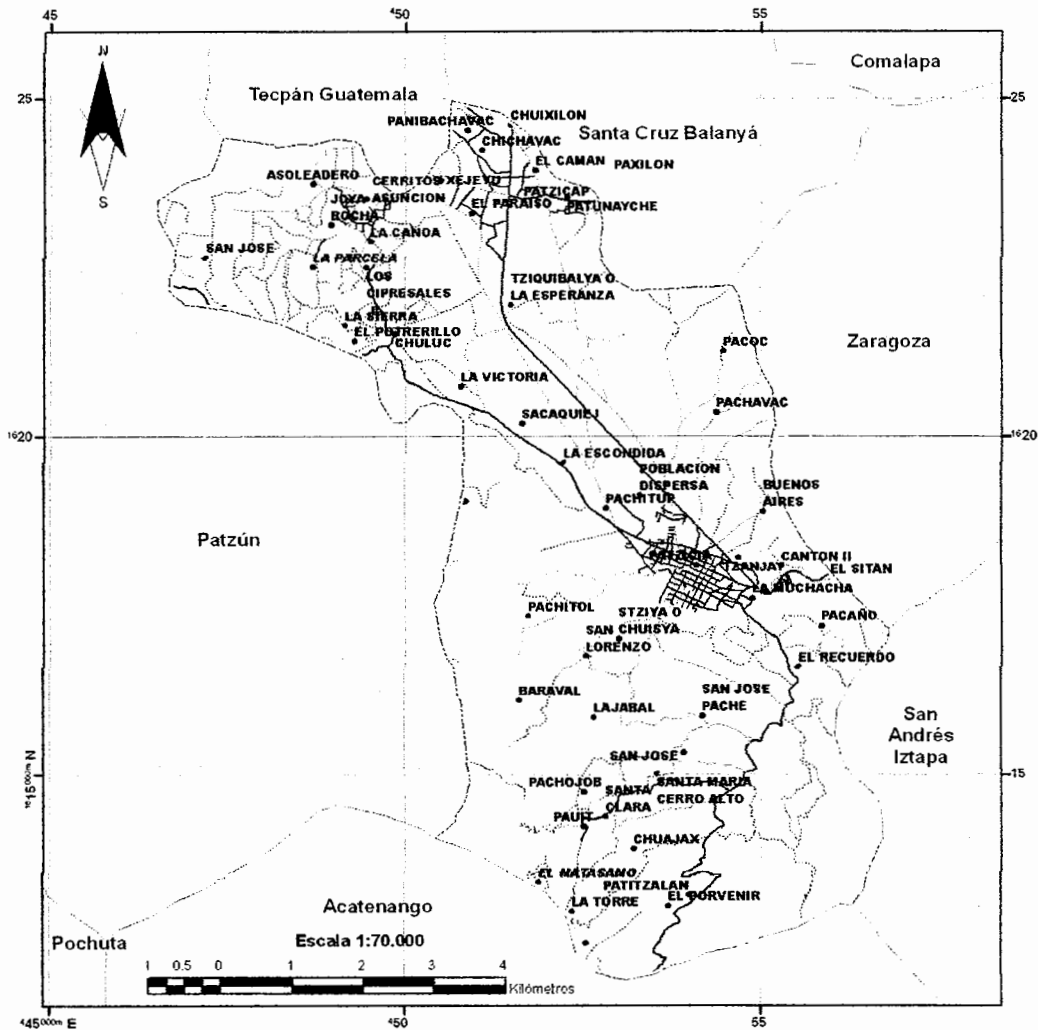 45
450
55
N
S
25
25
Comalapa
Tecpán Guatemala
CHUIXILON
PANIBACHAVAC
Santa Cruz Balanyá
CHICHAVAC
EL CAMAN
PAXILON
ASOLEADERO
CERRITOS
XEJEYU
JOYA
ASUNCION
PATZICAP
EL PARAISO
PATUNAYCHE
ROCHA
LA CANOA
SAN JOSE
LA PARCELA
LOS
CIPRESALES
TZIQUIBALYA O
LA ESPERANZA
LA SIERRA
EL POTRERILLO
CHULUC
PACOC
Zaragoza
LA VICTORIA
PACHAVAC
SACAQUIEJ
1620
1620
LA ESCONDIDA
POBLACION
DISPERSA
BUENOS
AIRES
PACHITUP
Patzún
PATZICIA
CANTON II
TZANJAY
EL SITAN
LA MUCHACHA
PACHITOL
STZIYA O
CHUISYA
PACAÑO
SAN
LORENZO
EL RECUERDO
BARAVAL
SAN JOSE
PACHE
LAJABAL
San
Andrés
Iztapa
SAN JOSE
15000m N
15
PACHOJOB
SANTA
CLARA
SANTA MARIA
CERRO ALTO
PAUIT
CHUAJAX
EL MATASANO
PATITZALAN
LA TORRE
EL PORVENIR
Acatenango
Pochuta
Escala 1:70.000
1 0.5 0 1 2 3 4
Kilómetros
445000m E
450
55